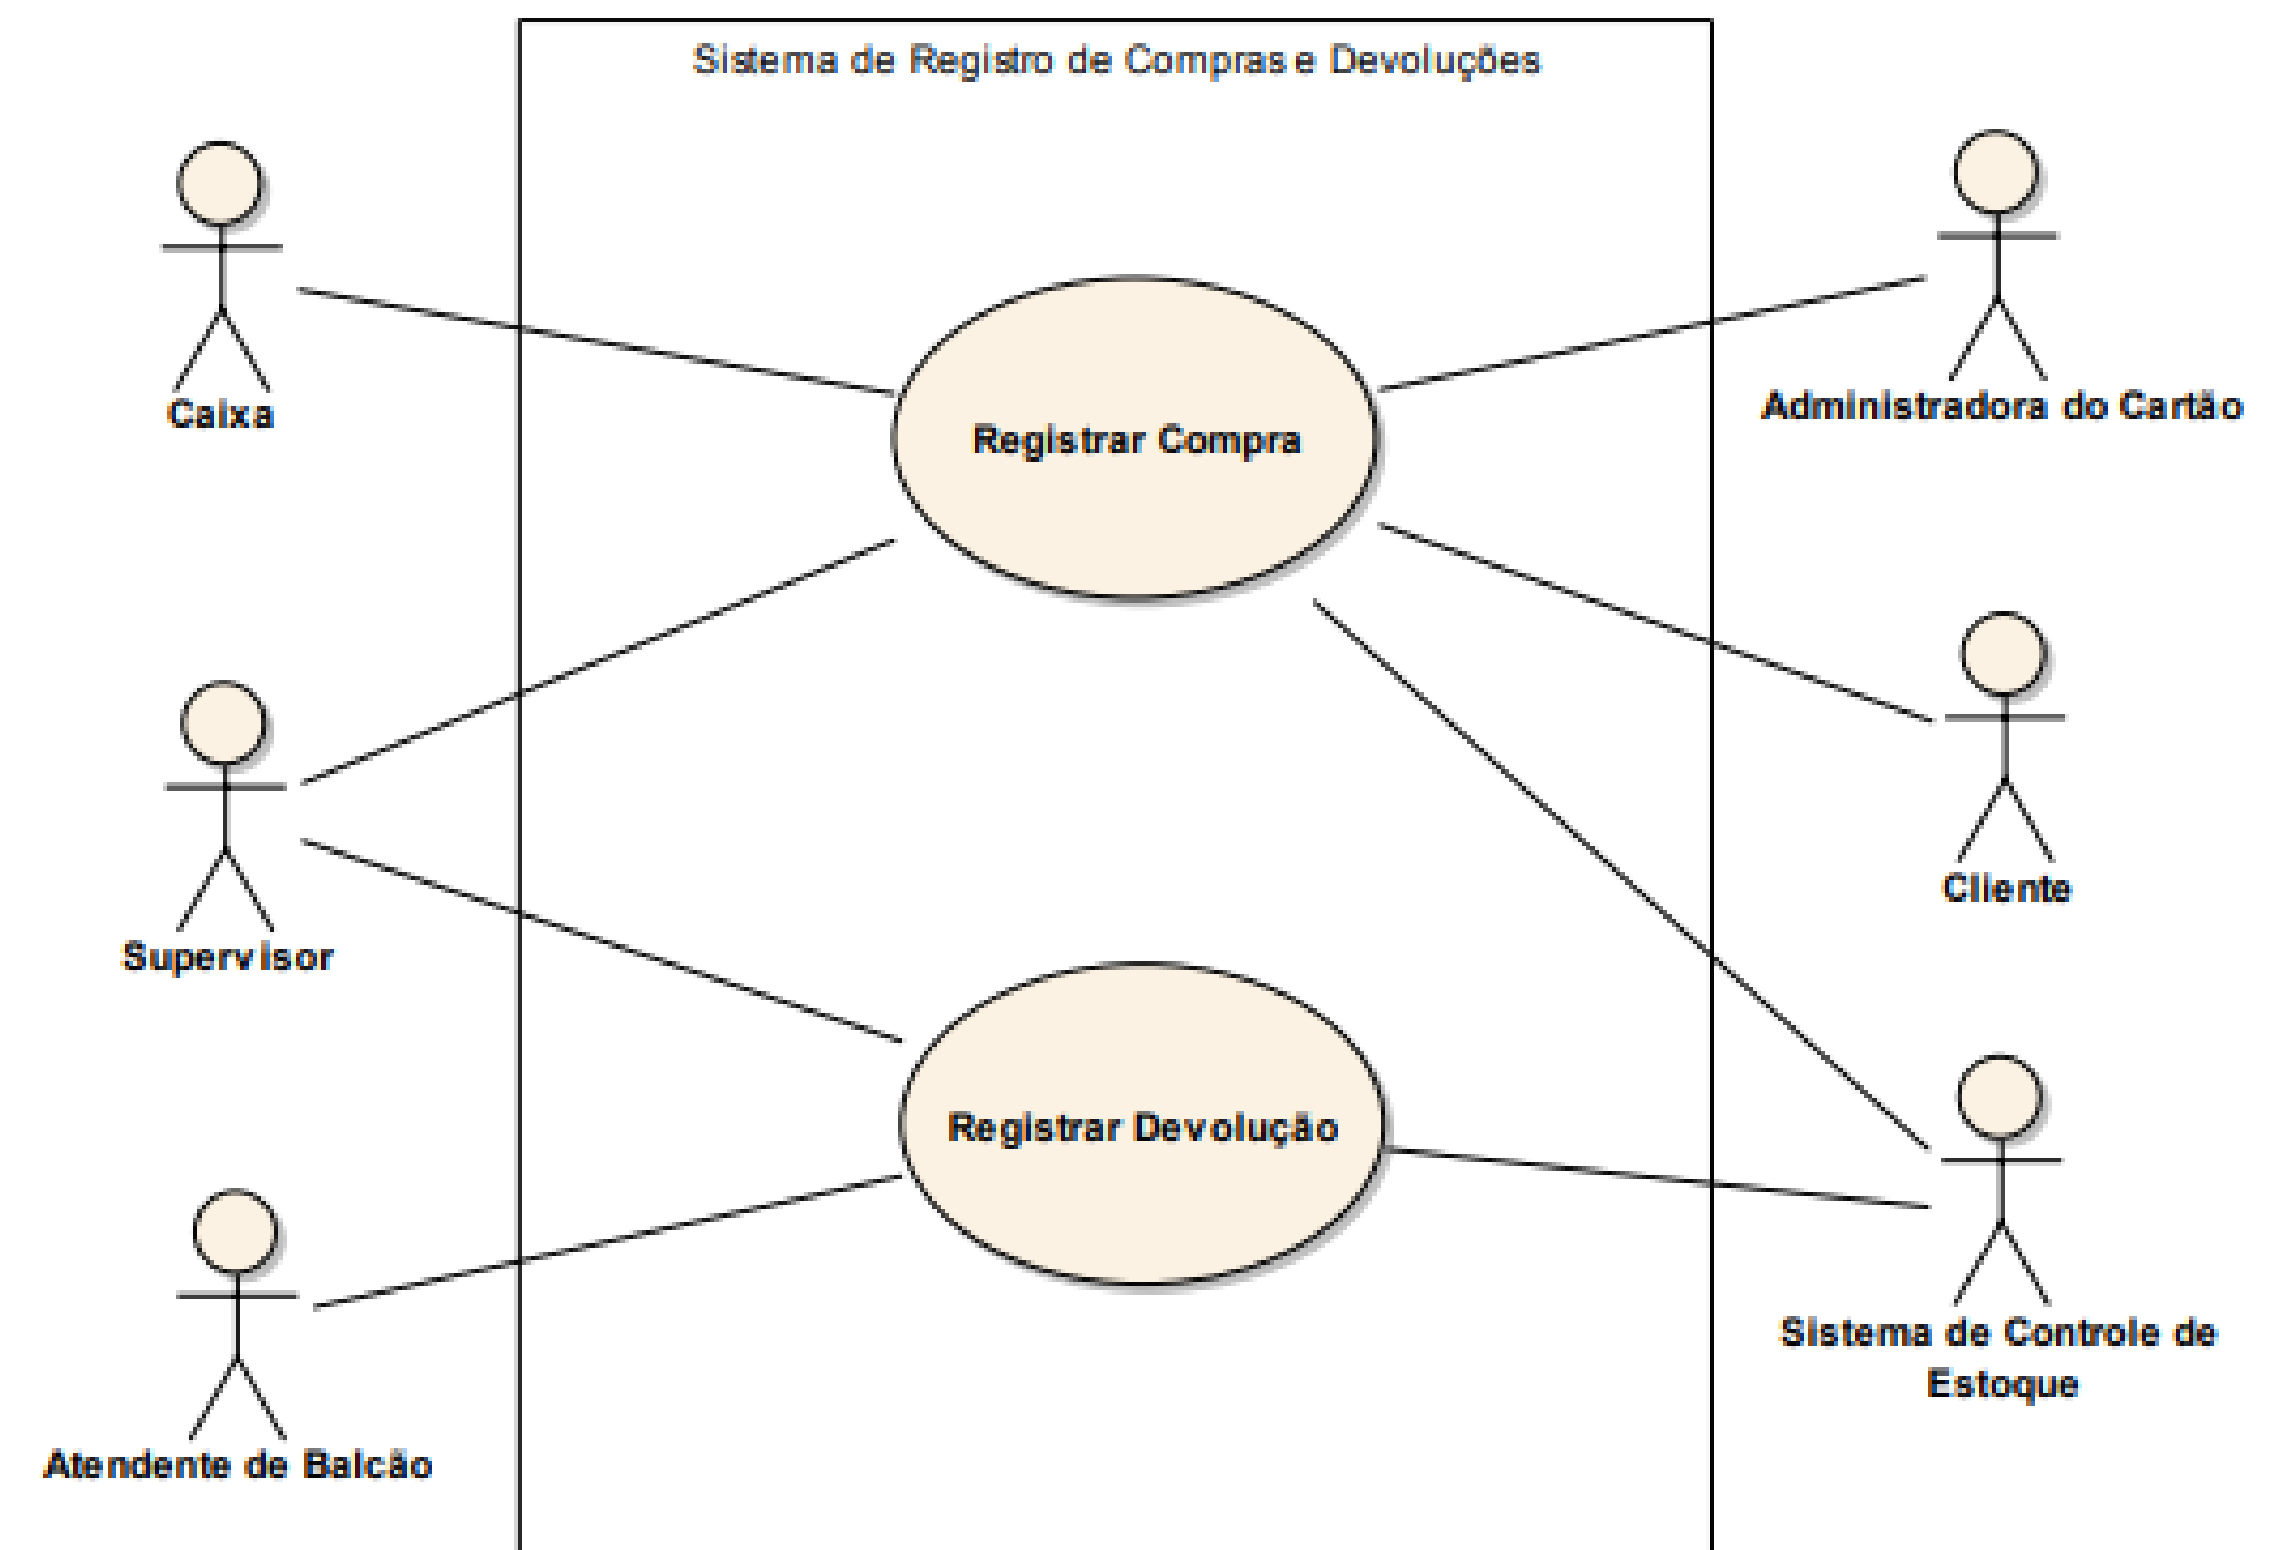 Sistema de Registro de Compras e Devoluções
Caixa
Registrar Compra
Administradora do Cartão
Supervisor
Cliente
Registrar Devolução
Atendente de Balcão
Sistema de Controle de
Estoque